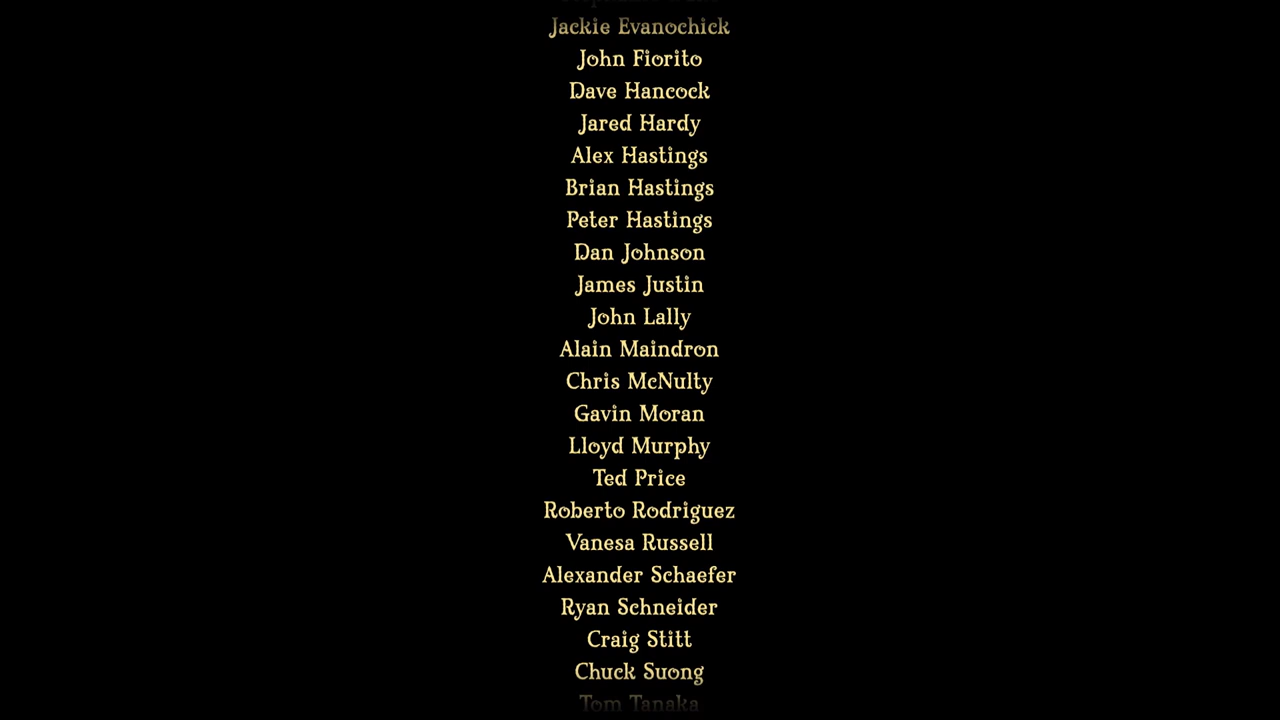 Jackie Evanochick
John Fiorito
Dave Hancock
Jared Hardy
Alex Hastings
Brian Hastings
Peter Hastings
Dan Johnson
James Justin
John Lally
Alain Maindron
Chris McNulty
Gavin Moran
Lloyd Murphy
Ted Price
Roberto Rodriguez
Vanesa Russell
Alexander Schaefer
Ryan Schneider
Craig Stitt
Chuck Suong
Tom Tanaka